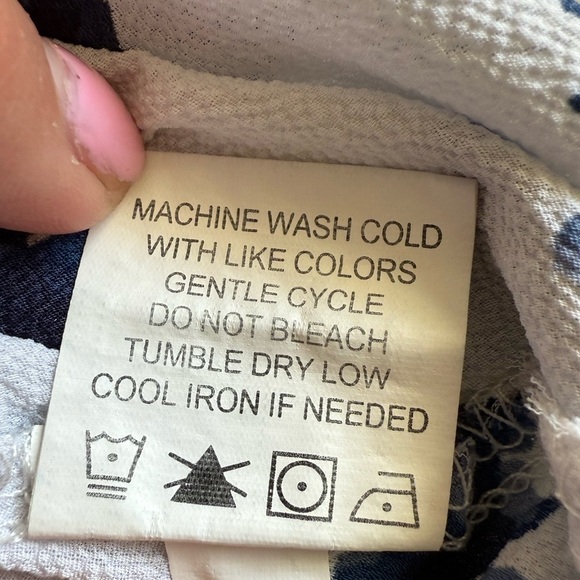 MACHINE WASH COLD
WITH LIKE COLORS
GENTLE CYCLE
DO NOT BLEACH
TUMBLE DRY LOW
COOL IRON IF NEEDED